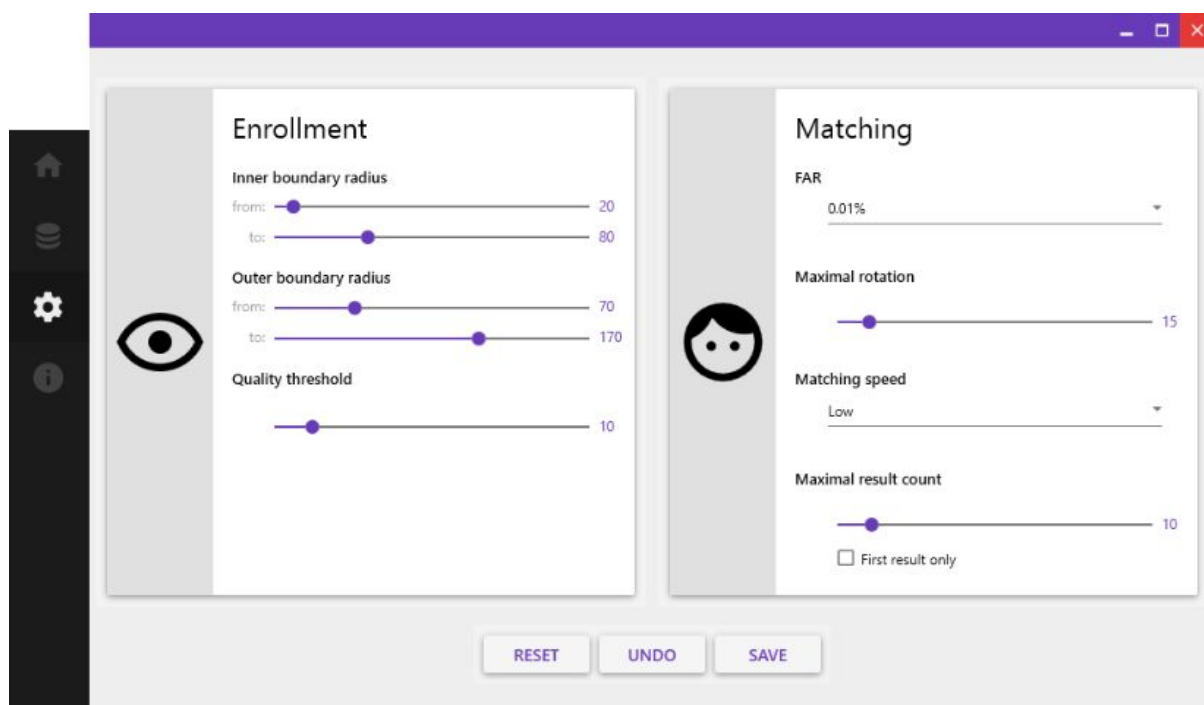 Enrollment
Inner boundary radius
from: 20
to: 80
Outer boundary radius
from: 70
to: 170
Quality threshold
10
Matching
FAR
0.01%
Maximal rotation
15
Matching speed
Low
Maximal result count
10
First result only
RESET UNDO SAVE